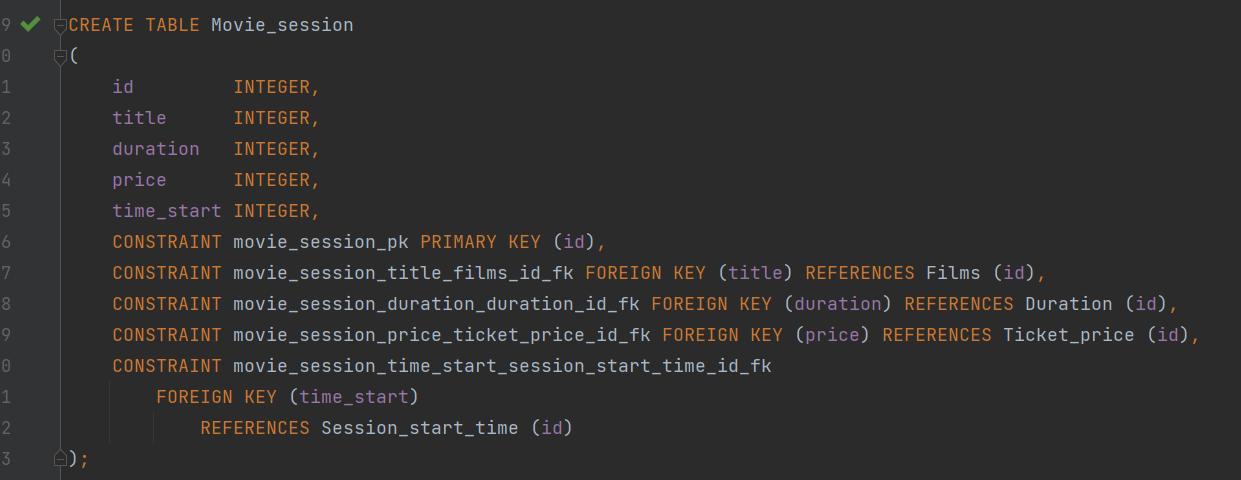 9 CREATE TABLE Movie_session
0 (
1 id INTEGER,
2 title INTEGER,
3 duration INTEGER,
4 price INTEGER,
5 time_start INTEGER,
6 CONSTRAINT movie_session_pk PRIMARY KEY (id),
7 CONSTRAINT movie_session_title_films_id_fk FOREIGN KEY (title) REFERENCES Films (id),
8 CONSTRAINT movie_session_duration_duration_id_fk FOREIGN KEY (duration) REFERENCES Duration (id),
9 CONSTRAINT movie_session_price_ticket_price_id_fk FOREIGN KEY (price) REFERENCES Ticket_price (id),
0 CONSTRAINT movie_session_time_start_session_start_time_id_fk
1 FOREIGN KEY (time_start)
2 REFERENCES Session_start_time (id)
3 );